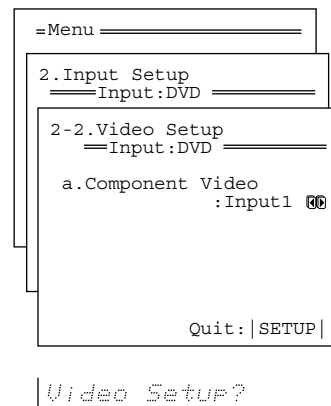 Menu
2.Input Setup
Input:DVD
2-2.Video Setup
Input:DVD
a.Component Video
:Input1
Quit:|SETUP|
Video Setup?